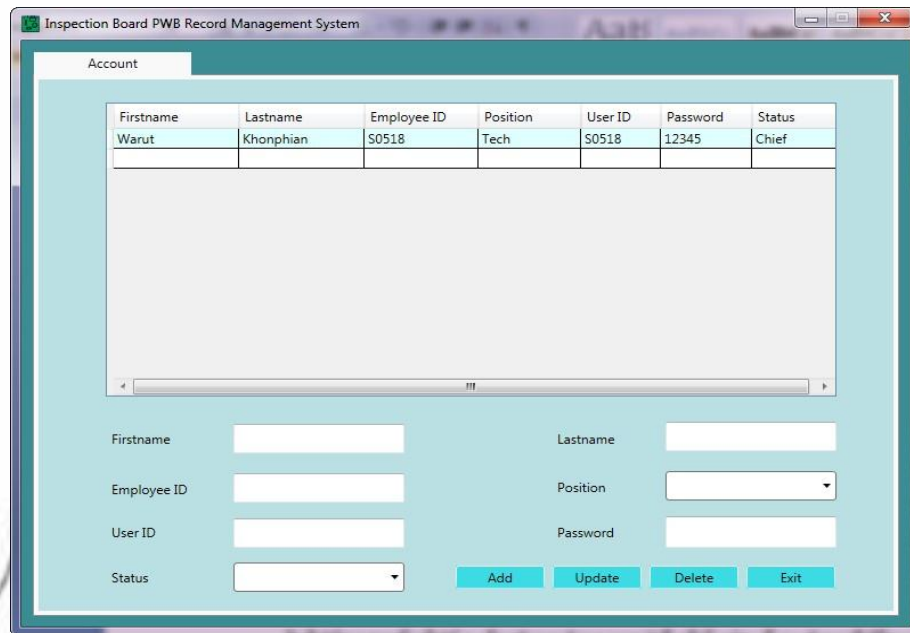 Inspection Board PWB Record Management System
Account
Firstname Lastname Employee ID Position User ID Password Status
Warut Khonphian S0518 Tech S0518 12345 Chief
Firstname
Lastname
Employee ID
Position
User ID
Password
Status
Add Update Delete Exit